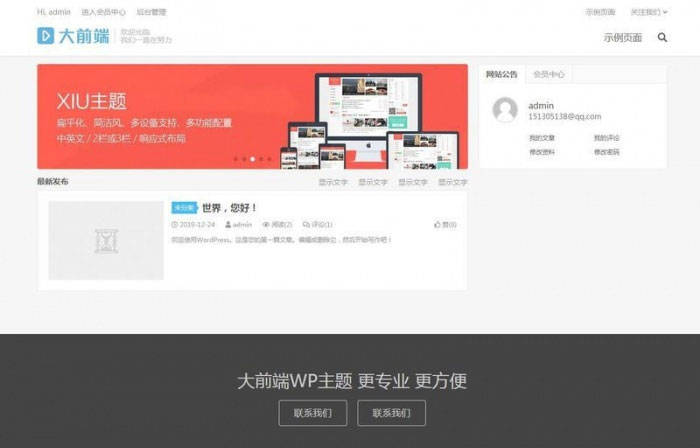 Hi, admin 进入会员中心 后台管理 示例页面 关注我们
大前端 欢迎光临
我们一直在努力
示例页面
XIU主题
扁平化、简洁风、多设备支持、多功能配置
中英文 / 2栏或3栏 / 响应式布局
网站公告 会员中心
admin
151305138@qq.com
我的文章 我的评论
修改资料 修改密码
最新发布 显示文字 显示文字 显示文字 显示文字
未分类 世界，您好！
2019-12-24 admin 阅读(2) 评论(1) 赞(0)
欢迎使用WordPress。这是您的第一篇文章。编辑或删除它，然后开始写作吧！
大前端WP主题 更专业 更方便
联系我们 联系我们